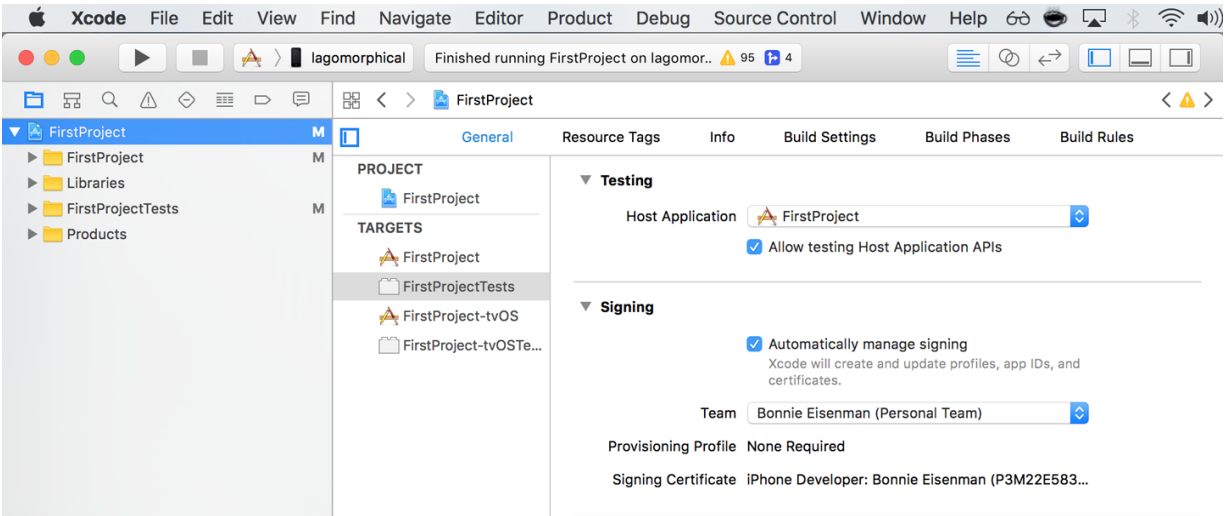 Xcode File Edit View Find Navigate Editor Product Debug Source Control Window Help
lagomorphical Finished running FirstProject on lagomor.. 95 4
FirstProject
FirstProject M
General Resource Tags Info Build Settings Build Phases Build Rules
FirstProject M
Libraries
FirstProjectTests M
Products
PROJECT
FirstProject
TARGETS
FirstProject
FirstProjectTests
FirstProject-tvOS
FirstProject-tvOSTe...
Testing
Host Application FirstProject
Allow testing Host Application APIs
Signing
Automatically manage signing
Xcode will create and update profiles, app IDs, and
certificates.
Team Bonnie Eisenman (Personal Team)
Provisioning Profile None Required
Signing Certificate iPhone Developer: Bonnie Eisenman (P3M22E583...